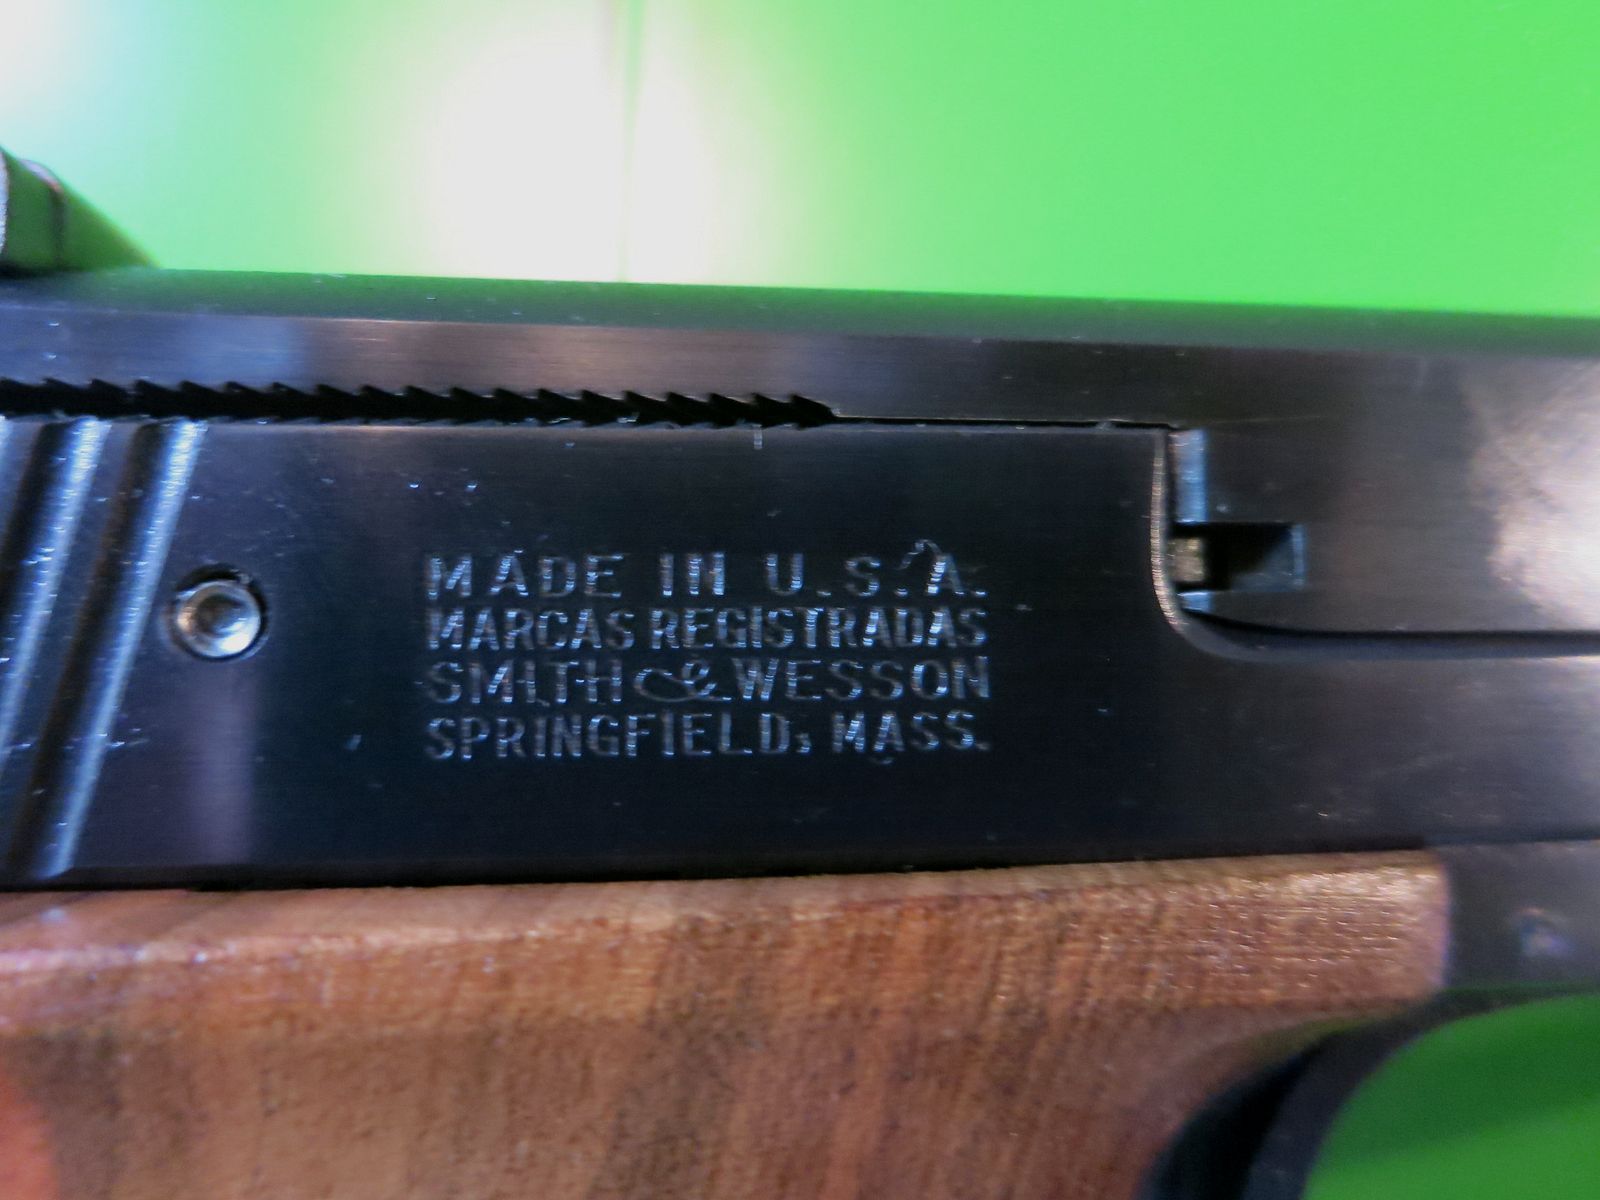 MADE IN U.S.A.
MARCAS REGISTRADAS
SMITH & WESSON
SPRINGFIELD, MASS.